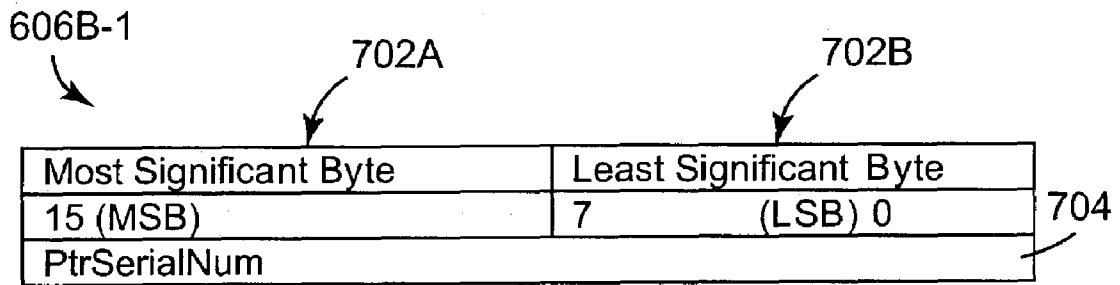 606B-1
702A
702B
Most Significant Byte
Least Significant Byte
15 (MSB)
7 (LSB) 0
704
PtrSerialNum